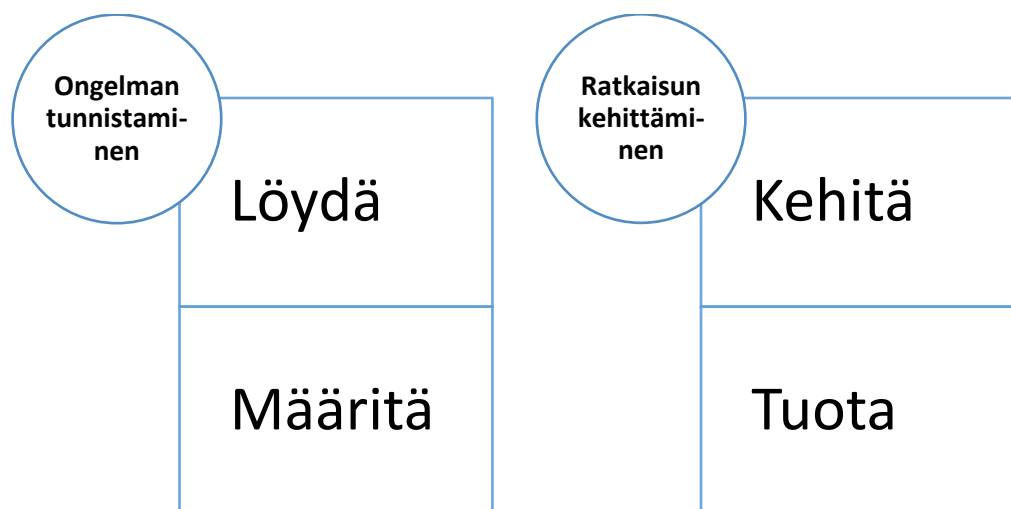 Ongelman
tunnistami-
nen
Löydä
Määritä
Ratkaisun
kehittämi-
nen
Kehitä
Tuota